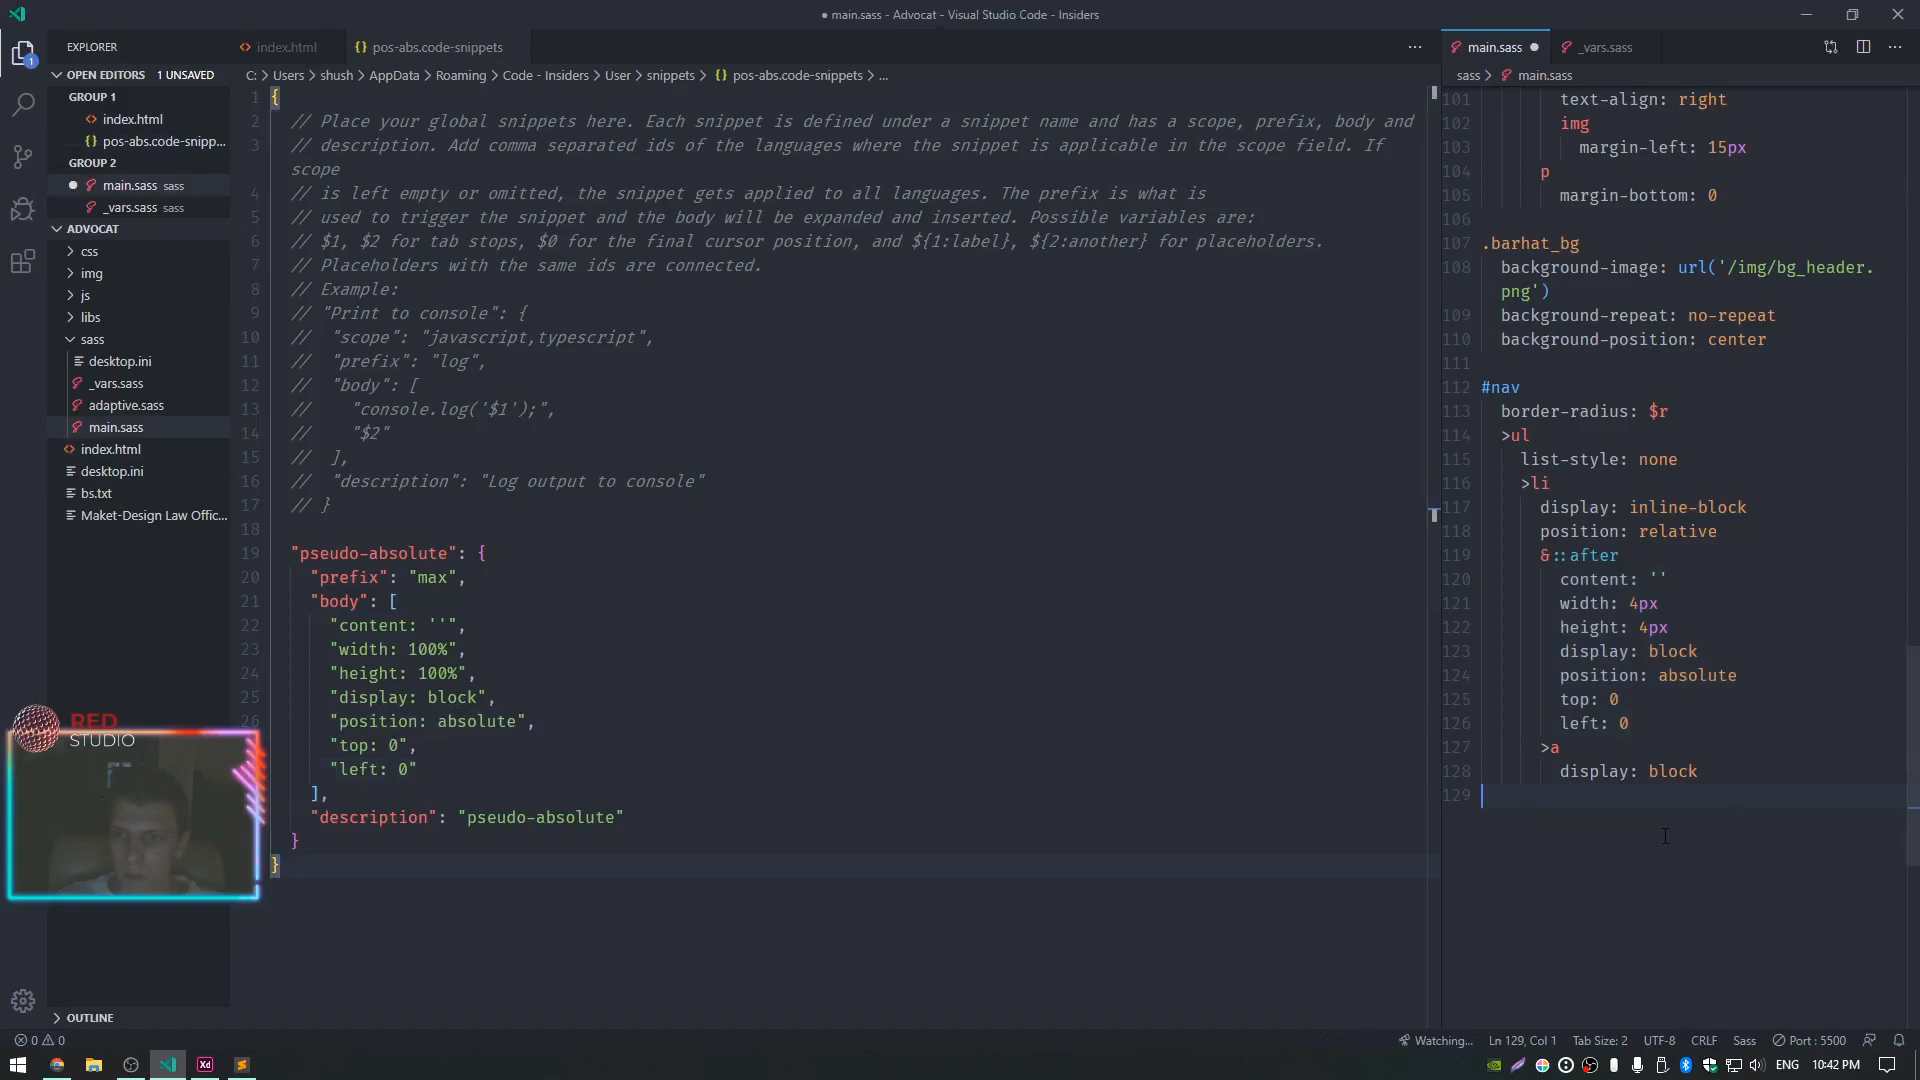 ● main.sass - Advocat - Visual Studio Code - Insiders
EXPLORER
OPEN EDITORS 1 UNSAVED
GROUP 1
index.html
pos-abs.code-snipp...
GROUP 2
main.sass sass
_vars.sass sass
ADVOCAT
css
img
js
libs
sass
desktop.ini
_vars.sass
adaptive.sass
main.sass
index.html
desktop.ini
bs.txt
Maket-Design Law Offic...
OUTLINE
RED
STUDIO
index.html
pos-abs.code-snippets
C: > Users > shush > AppData > Roaming > Code - Insiders > User > snippets > {} pos-abs.code-snippets > ...
1 {
2 // Place your global snippets here. Each snippet is defined under a snippet name and has a scope, prefix, body and
3 // description. Add comma separated ids of the languages where the snippet is applicable in the scope field. If
scope
4 // is left empty or omitted, the snippet gets applied to all languages. The prefix is what is
5 // used to trigger the snippet and the body will be expanded and inserted. Possible variables are:
6 // $1, $2 for tab stops, $0 for the final cursor position, and ${1:label}, ${2:another} for placeholders.
7 // Placeholders with the same ids are connected.
8 // Example:
9 // "Print to console": {
10 // "scope": "javascript,typescript",
11 // "prefix": "log",
12 // "body": [
13 // "console.log('$1');",
14 // "$2"
15 // ],
16 // "description": "Log output to console"
17 // }
18
19 "pseudo-absolute": {
20 "prefix": "max",
21 "body": [
22 "content: ''",
23 "width: 100%",
24 "height: 100%",
25 "display: block",
26 "position: absolute",
"top: 0",
"left: 0"
],
"description": "pseudo-absolute"
}
}
main.sass
_vars.sass
sass > main.sass
101 text-align: right
102 img
103 margin-left: 15px
104 p
105 margin-bottom: 0
106
107 .barhat_bg
108 background-image: url('/img/bg_header.
png')
109 background-repeat: no-repeat
110 background-position: center
111
112 #nav
113 border-radius: $r
114 >ul
115 list-style: none
116 >li
117 display: inline-block
118 position: relative
119 &::after
120 content: ''
121 width: 4px
122 height: 4px
123 display: block
124 position: absolute
125 top: 0
126 left: 0
127 >a
128 display: block
129
0 0
Watching...
Ln 129, Col 1
Tab Size: 2
UTF-8
CRLF
Sass
Port : 5500
Xd
ENG
10:42 PM